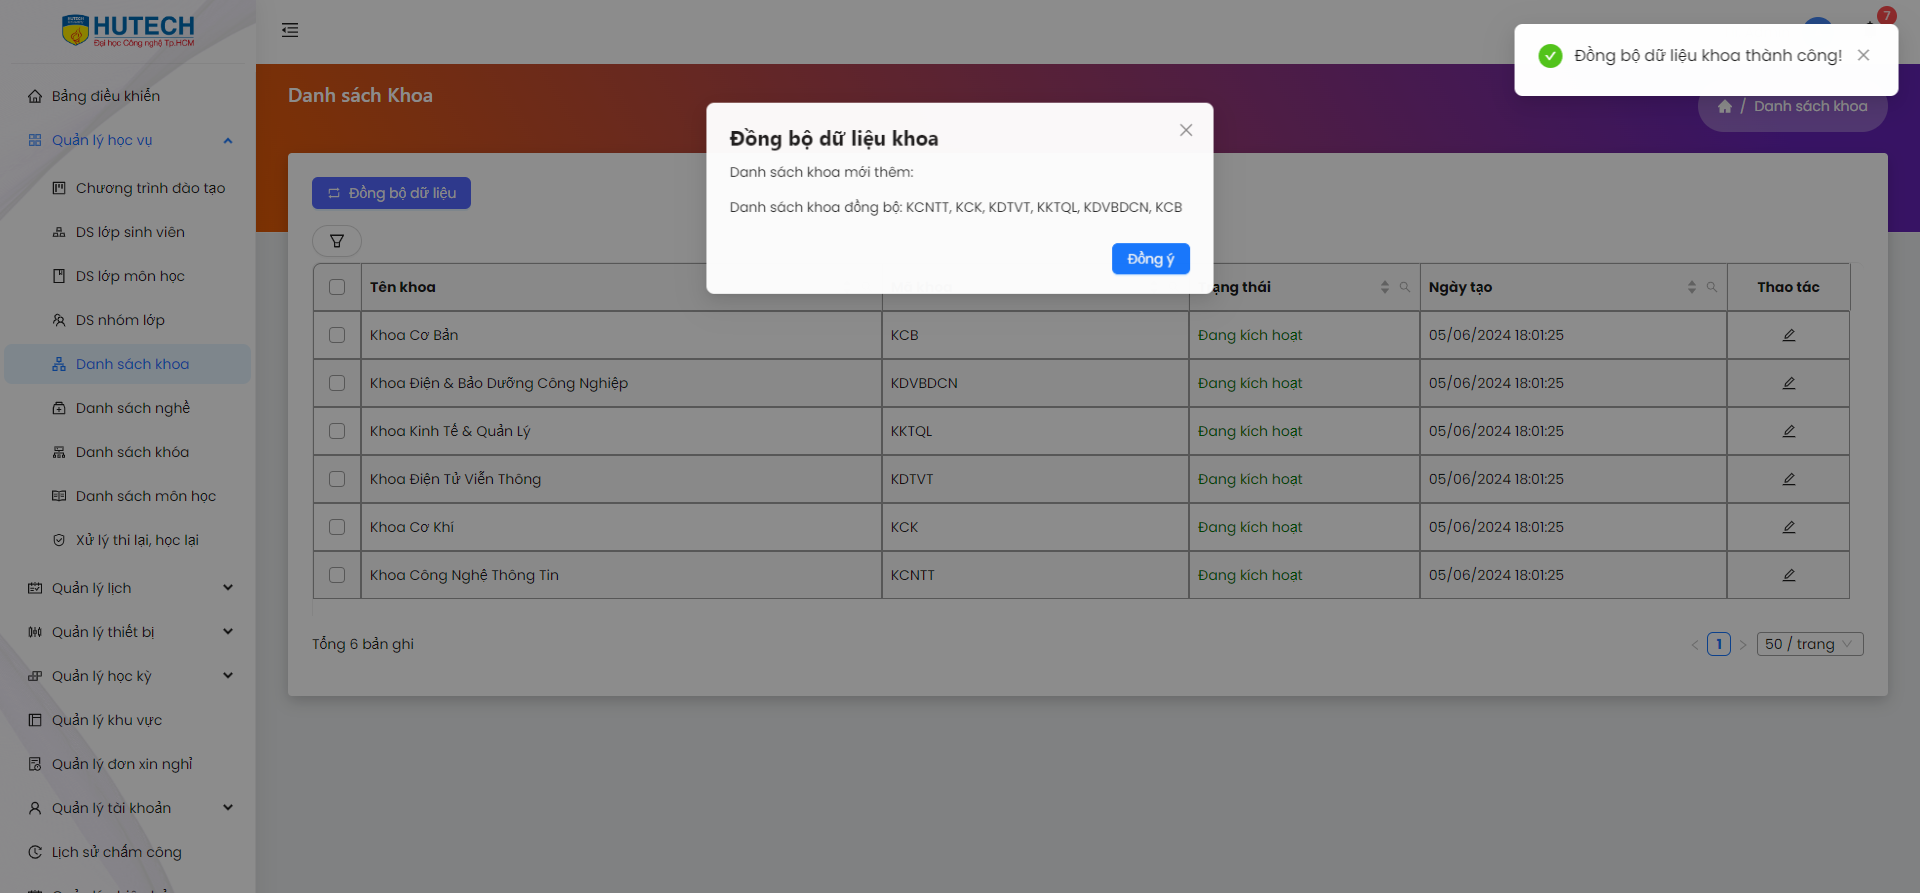 HUTECH
Đại học Công nghệ Tp.HCM
7
Đồng bộ dữ liệu khoa thành công!
Bảng điều khiển
Quản lý học vụ
Chương trình đào tạo
DS lớp sinh viên
DS lớp môn học
DS nhóm lớp
Danh sách khoa
Danh sách nghề
Danh sách khóa
Danh sách môn học
Xử lý thi lại, học lại
Quản lý lịch
Quản lý thiết bị
Quản lý học kỳ
Quản lý khu vực
Quản lý đơn xin nghỉ
Quản lý tài khoản
Lịch sử chấm công
Danh sách Khoa
/ Danh sách khoa
Đồng bộ dữ liệu khoa
Danh sách khoa mới thêm:
Danh sách khoa đồng bộ: KCNTT, KCK, KDTVT, KKTQL, KDVBDCN, KCB
Đồng ý
Đồng bộ dữ liệu
Tên khoa Ngày tạo Thao tác
Khoa Cơ Bản KCB Đang kích hoạt 05/06/2024 18:01:25
Khoa Điện & Bảo Dưỡng Công Nghiệp KDVBDCN Đang kích hoạt 05/06/2024 18:01:25
Khoa Kinh Tế & Quản Lý KKTQL Đang kích hoạt 05/06/2024 18:01:25
Khoa Điện Tử Viễn Thông KDTVT Đang kích hoạt 05/06/2024 18:01:25
Khoa Cơ Khí KCK Đang kích hoạt 05/06/2024 18:01:25
Khoa Công Nghệ Thông Tin KCNTT Đang kích hoạt 05/06/2024 18:01:25
Tổng 6 bản ghi
1
50 / trang